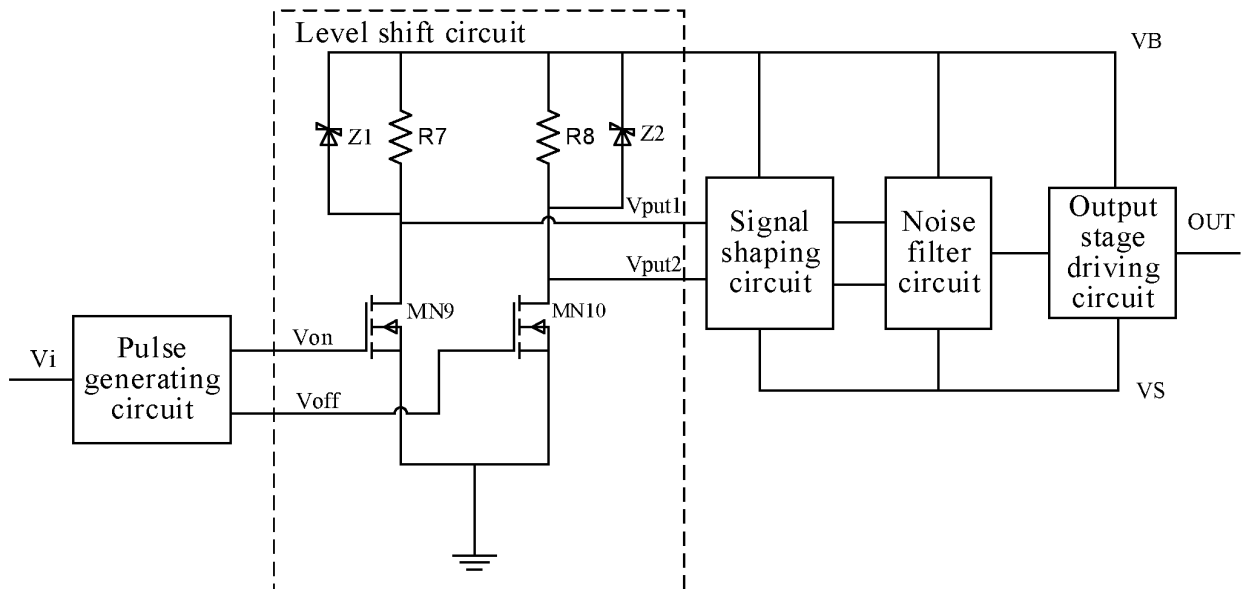 Level shift circuit
VB
Z1
R7
R8
Z2
Vput1
Signal
shaping
circuit
Noise
filter
circuit
Output
stage
driving
circuit
OUT
Vput2
MN9
MN10
Vi
Pulse
generating
circuit
Von
Voff
VS